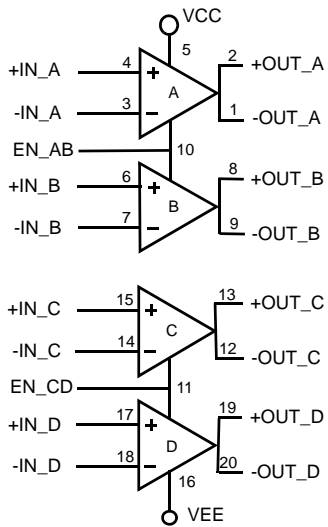 VCC
5
+IN_A 4 + 2 +OUT_A
A
-IN_A 3 - 1 -OUT_A
EN_AB 10
+IN_B 6 + 8 +OUT_B
B
-IN_B 7 - 9 -OUT_B
+IN_C 15 + 13 +OUT_C
C
-IN_C 14 - 12 -OUT_C
EN_CD 11
+IN_D 17 + 19 +OUT_D
D
-IN_D 18 - 20 -OUT_D
16
VEE